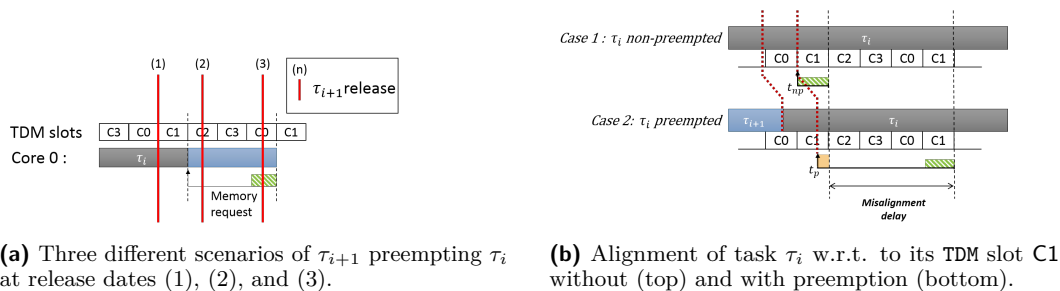 (1) (2) (3) (n)
τi+1 release
TDM slots C3 C0 C1 C2 C3 C0 C1
Core 0 : τi
Memory
request
(a) Three different scenarios of τi+1 preempting τi
at release dates (1), (2), and (3).
Case 1 : τi non-preempted τi
C0 C1 C2 C3 C0 C1
tnp
Case 2: τi preempted τi+1 τi
C0 C1 C2 C3 C0 C1
tp
Misalignment
delay
(b) Alignment of task τi w.r.t. to its TDM slot C1
without (top) and with preemption (bottom).